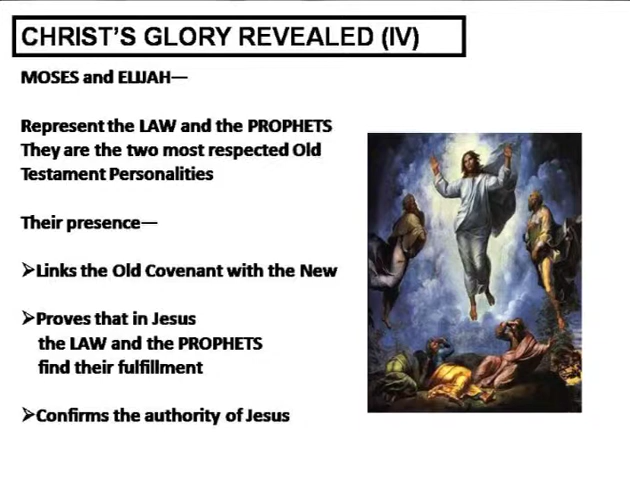 CHRIST'S GLORY REVEALED (IV)
MOSES and ELIJAH—
Represent the LAW and the PROPHETS
They are the two most respected Old
Testament Personalities
Their presence—
➢Links the Old Covenant with the New
➢Proves that in Jesus
the LAW and the PROPHETS
find their fulfillment
➢Confirms the authority of Jesus